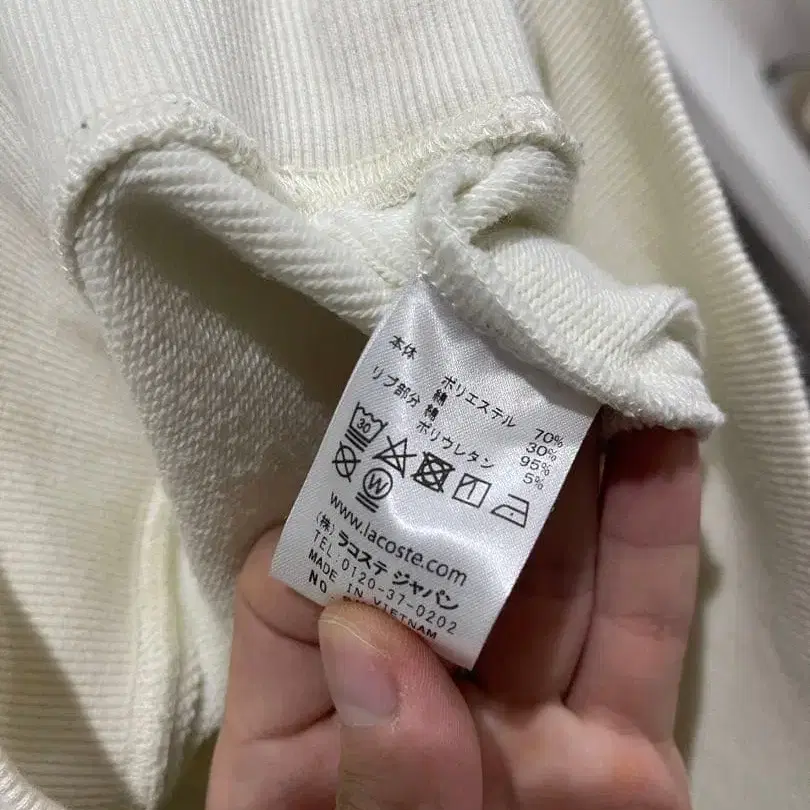 本体 ポリエステル 70%
綿 30%
リブ部分 綿 95%
ポリウレタン 5%
30
W
www.lacoste.com
(株) ラコステ ジャパン
TEL:0120-37-0202
MADE IN VIETNAM
NO.